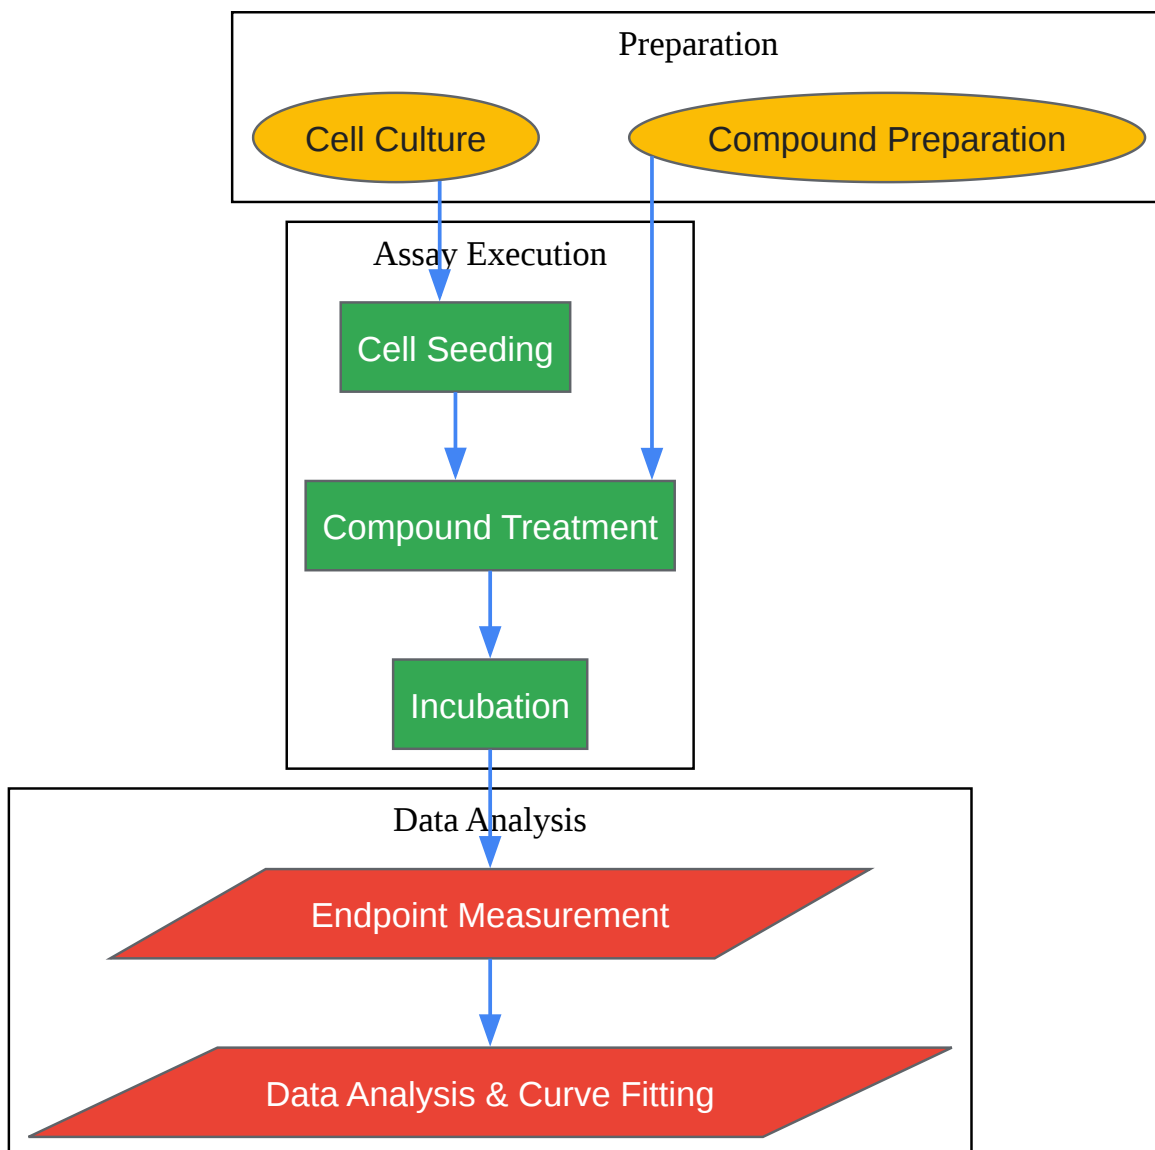 Preparation
Cell Culture
Compound Preparation
Assay Execution
Cell Seeding
Compound Treatment
Incubation
Data Analysis
Endpoint Measurement
Data Analysis & Curve Fitting